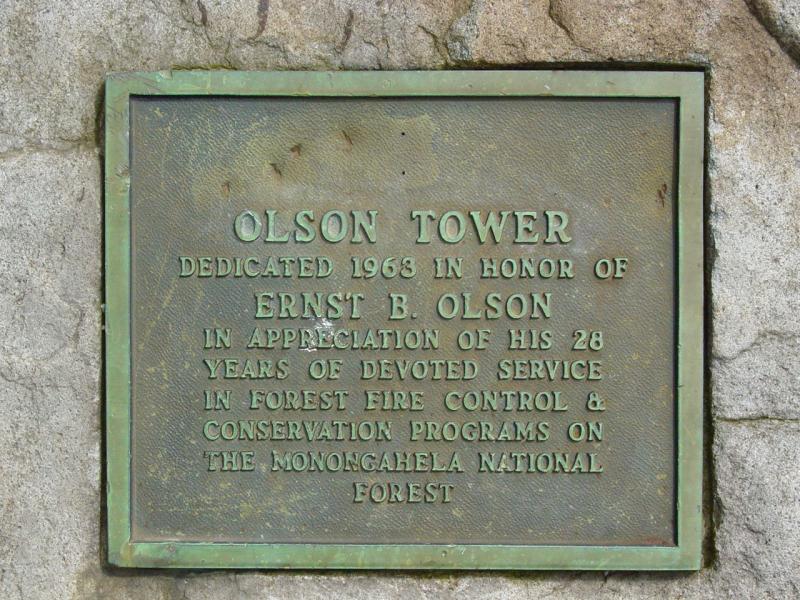 OLSON TOWER
DEDICATED 1963 IN HONOR OF
ERNST B. OLSON
IN APPRECIATION OF HIS 28
YEARS OF DEVOTED SERVICE
IN FOREST FIRE CONTROL &
CONSERVATION PROGRAMS ON
THE MONONGAHELA NATIONAL
FOREST